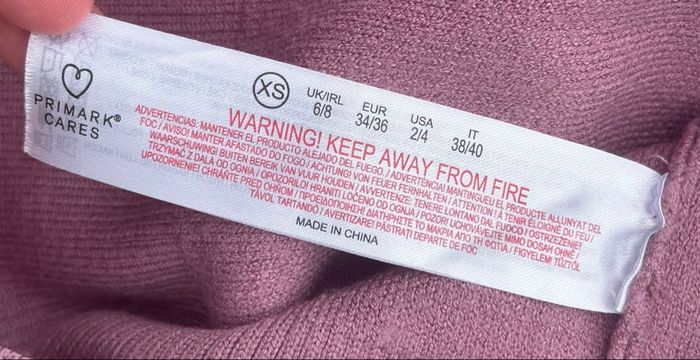 PRIMARK®
CARES
XS
UK/IRL EUR USA IT
6/8 34/36 2/4 38/40
WARNING! KEEP AWAY FROM FIRE
ADVERTENCIAS: MANTENER EL PRODUCTO ALEJADO DEL FUEGO / ADVERTENCIA! MANTINGUEU EL PRODUCTE ALLUNYAT DEL
FOC / AVISO! MANTER AFASTADO DO FOGO / ACHTUNG! VON FEUER FERNHALTEN / ATTENTION ! À TENIR ÉLOIGNÉ DU FEU /
WAARSCHUWING! BUITEN BEREIK VAN VUUR HOUDEN / AVVERTENZE: TENERE LONTANO DAL FUOCO / OSTRZEŻENIE!
TRZYMAĆ Z DALA OD OGNIA / OPOZORILO! HRANITI LOČENO OD OGNJA / POZOR! UCHOVÁVEJTE MIMO DOSAH OHNĚ /
UPOZORNENIE! CHRÁŇTE PRED OHŇOM / ΠΡΟΕΙΔΟΠΟΙΗΣΗ! ΔΙΑΤΗΡΗΣΤΕ ΤΟ ΜΑΚΡΙΑ ΑΠΟ ΤΗ ΦΩΤΙΑ / FIGYELEM! TŰZTŐL
TÁVOL TARTANDÓ / AVERTIZARE! PĂSTRAȚI DEPARTE DE FOC
MADE IN CHINA